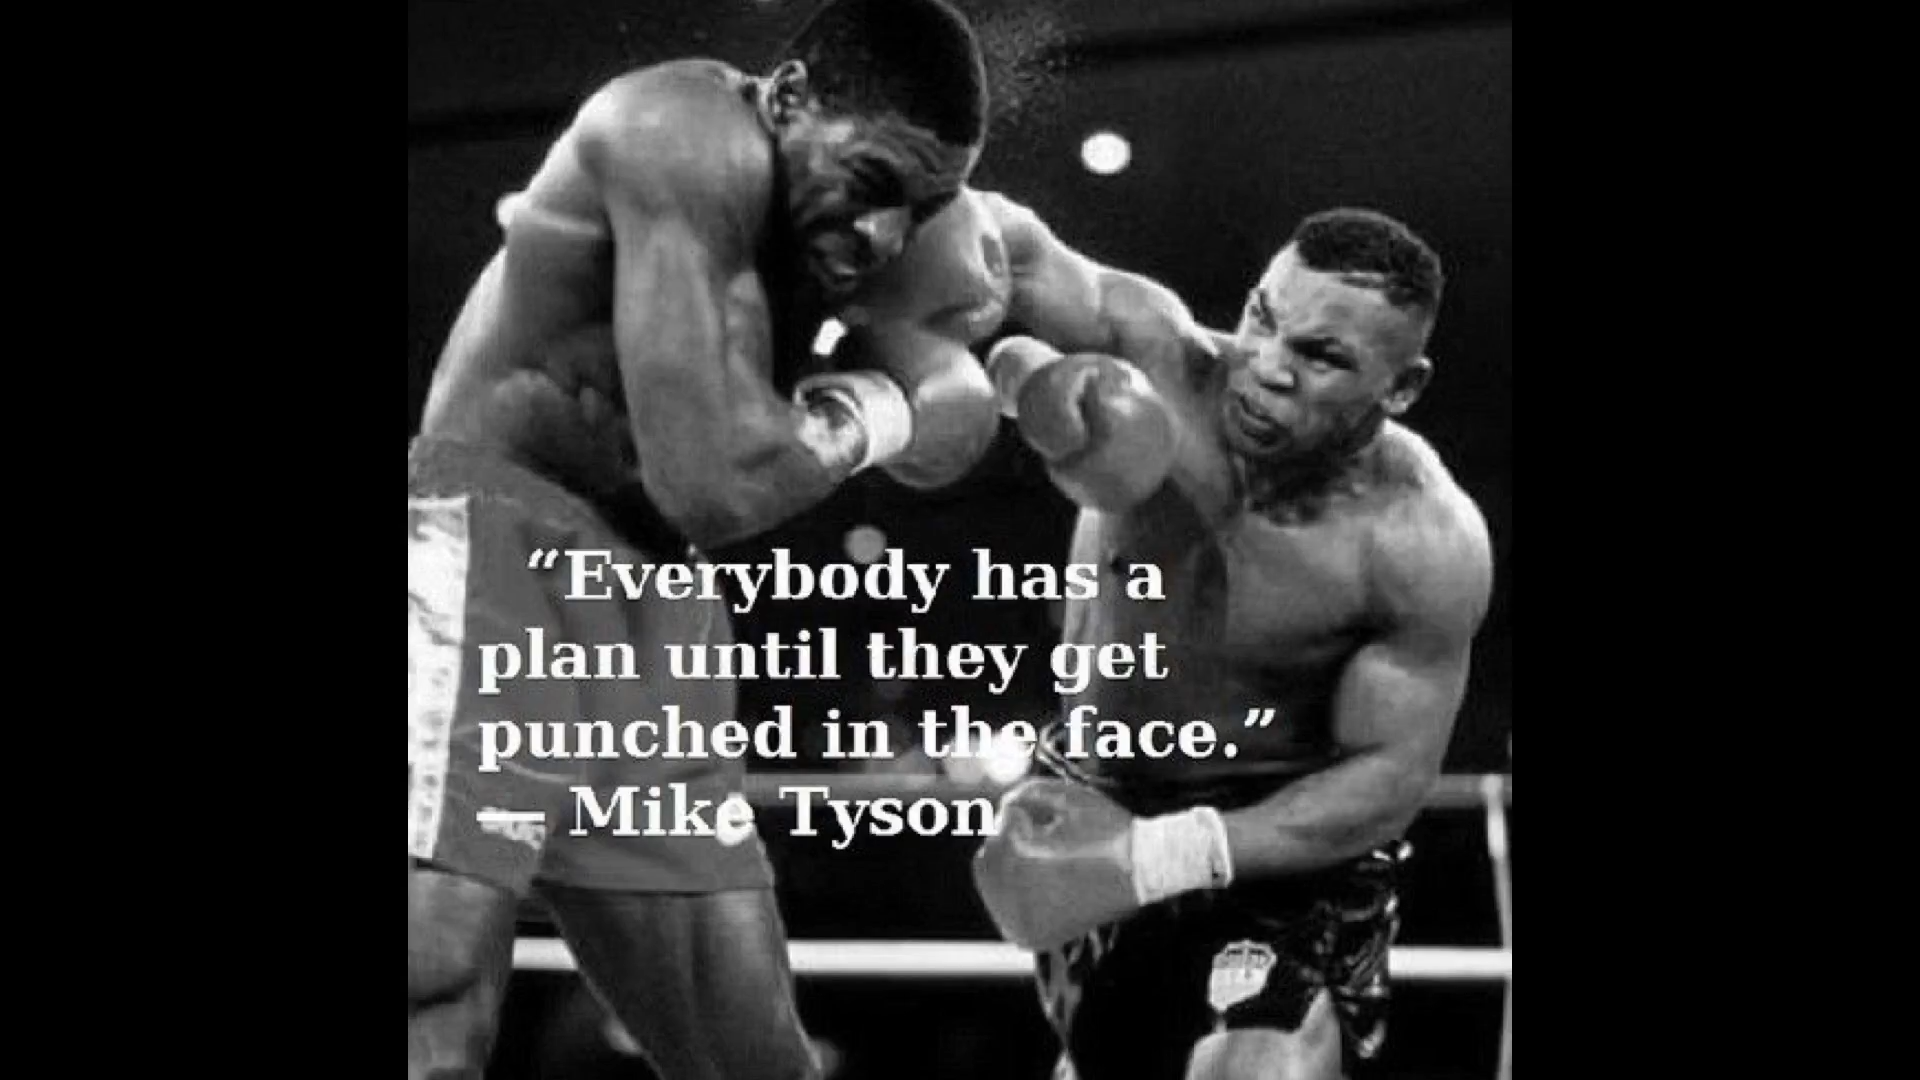 “Everybody has a
plan until they get
punched in the face.”
— Mike Tyson